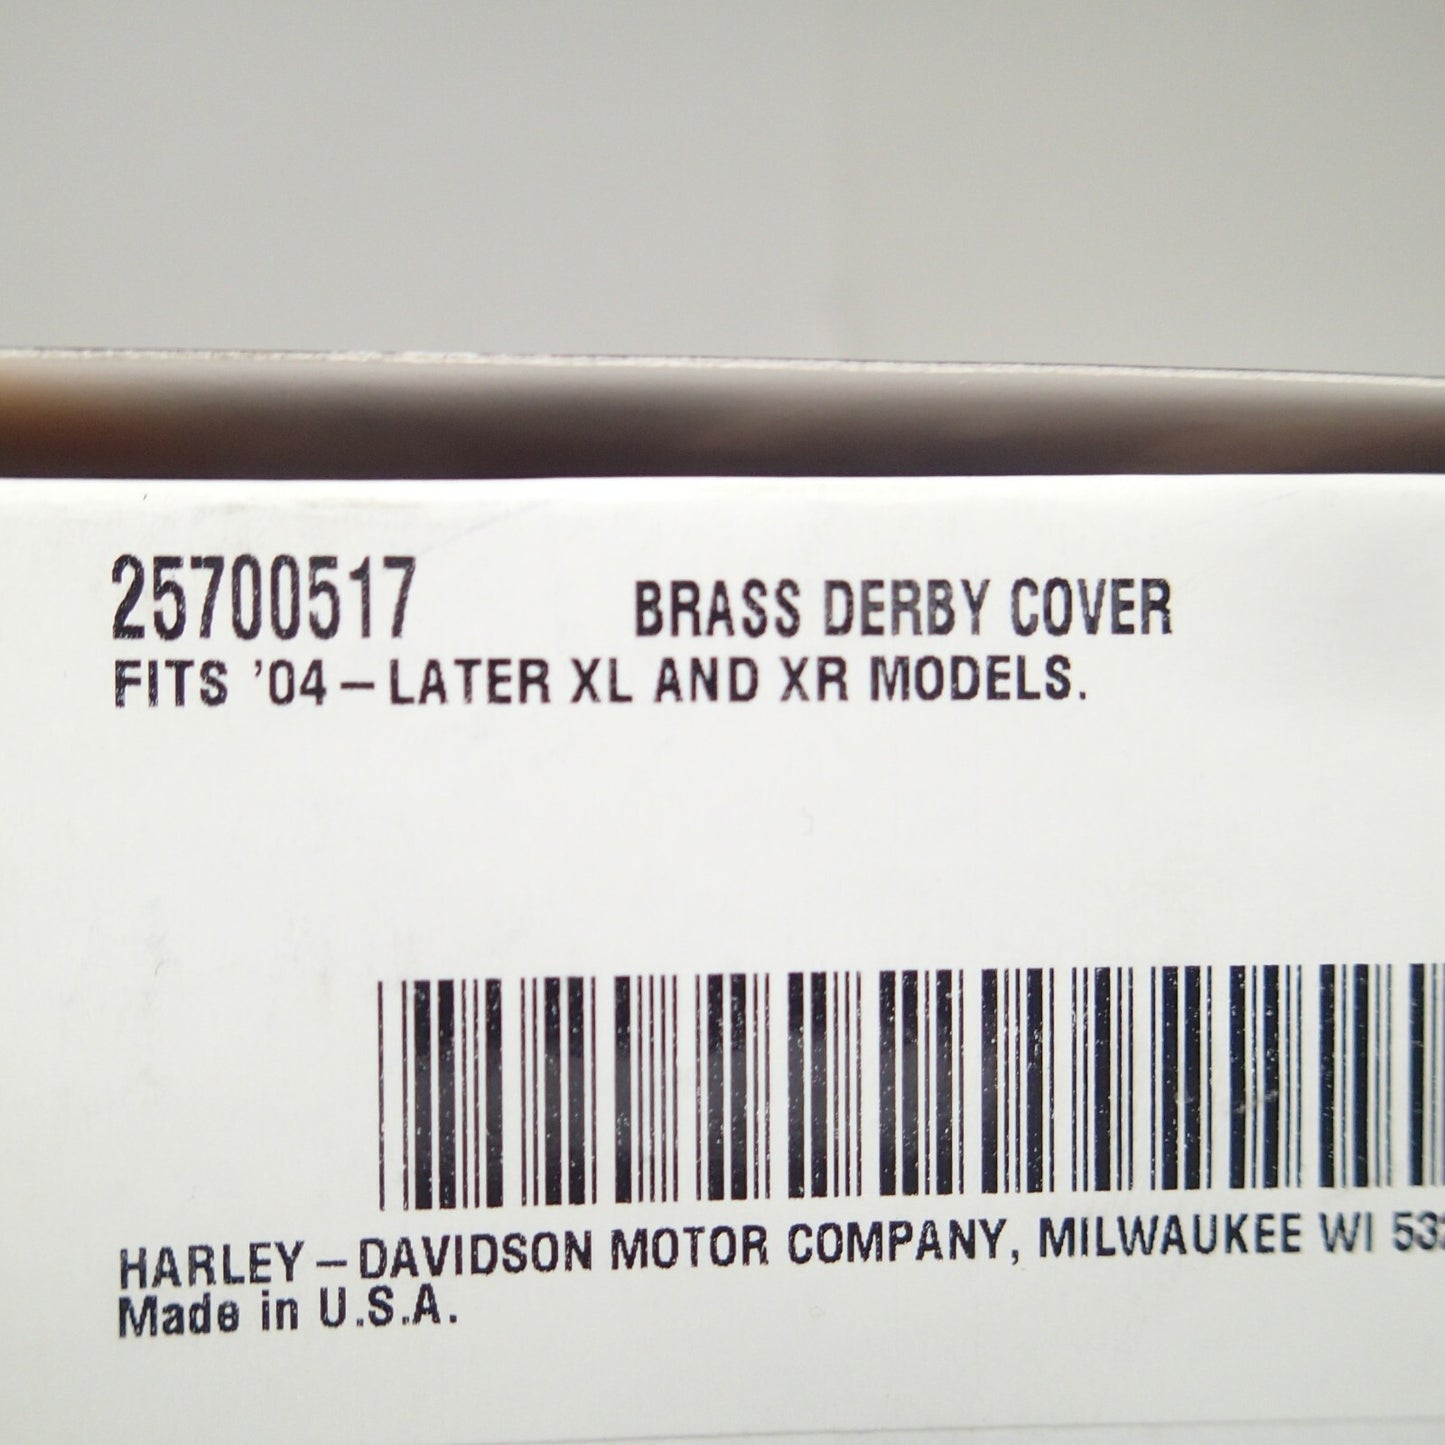 25700517 BRASS DERBY COVER
FITS '04-LATER XL AND XR MODELS.
HARLEY-DAVIDSON MOTOR COMPANY, MILWAUKEE WI
Made in U.S.A.